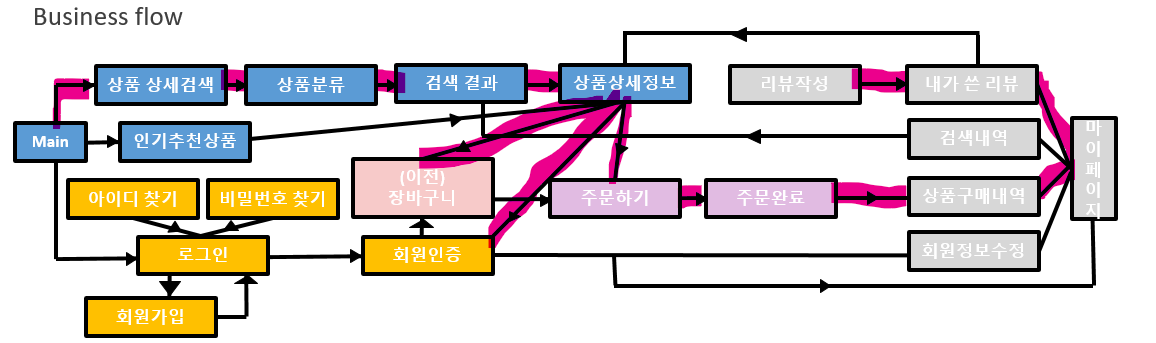 Business flow
상품 상세검색
상품분류
검색 결과
상품상세정보
리뷰작성
내가 쓴 리뷰
Main
인기추천상품
검색내역
마이페이지
(이전)
장바구니
아이디 찾기
비밀번호 찾기
주문하기
주문완료
상품구매내역
로그인
회원인증
회원정보수정
회원가입